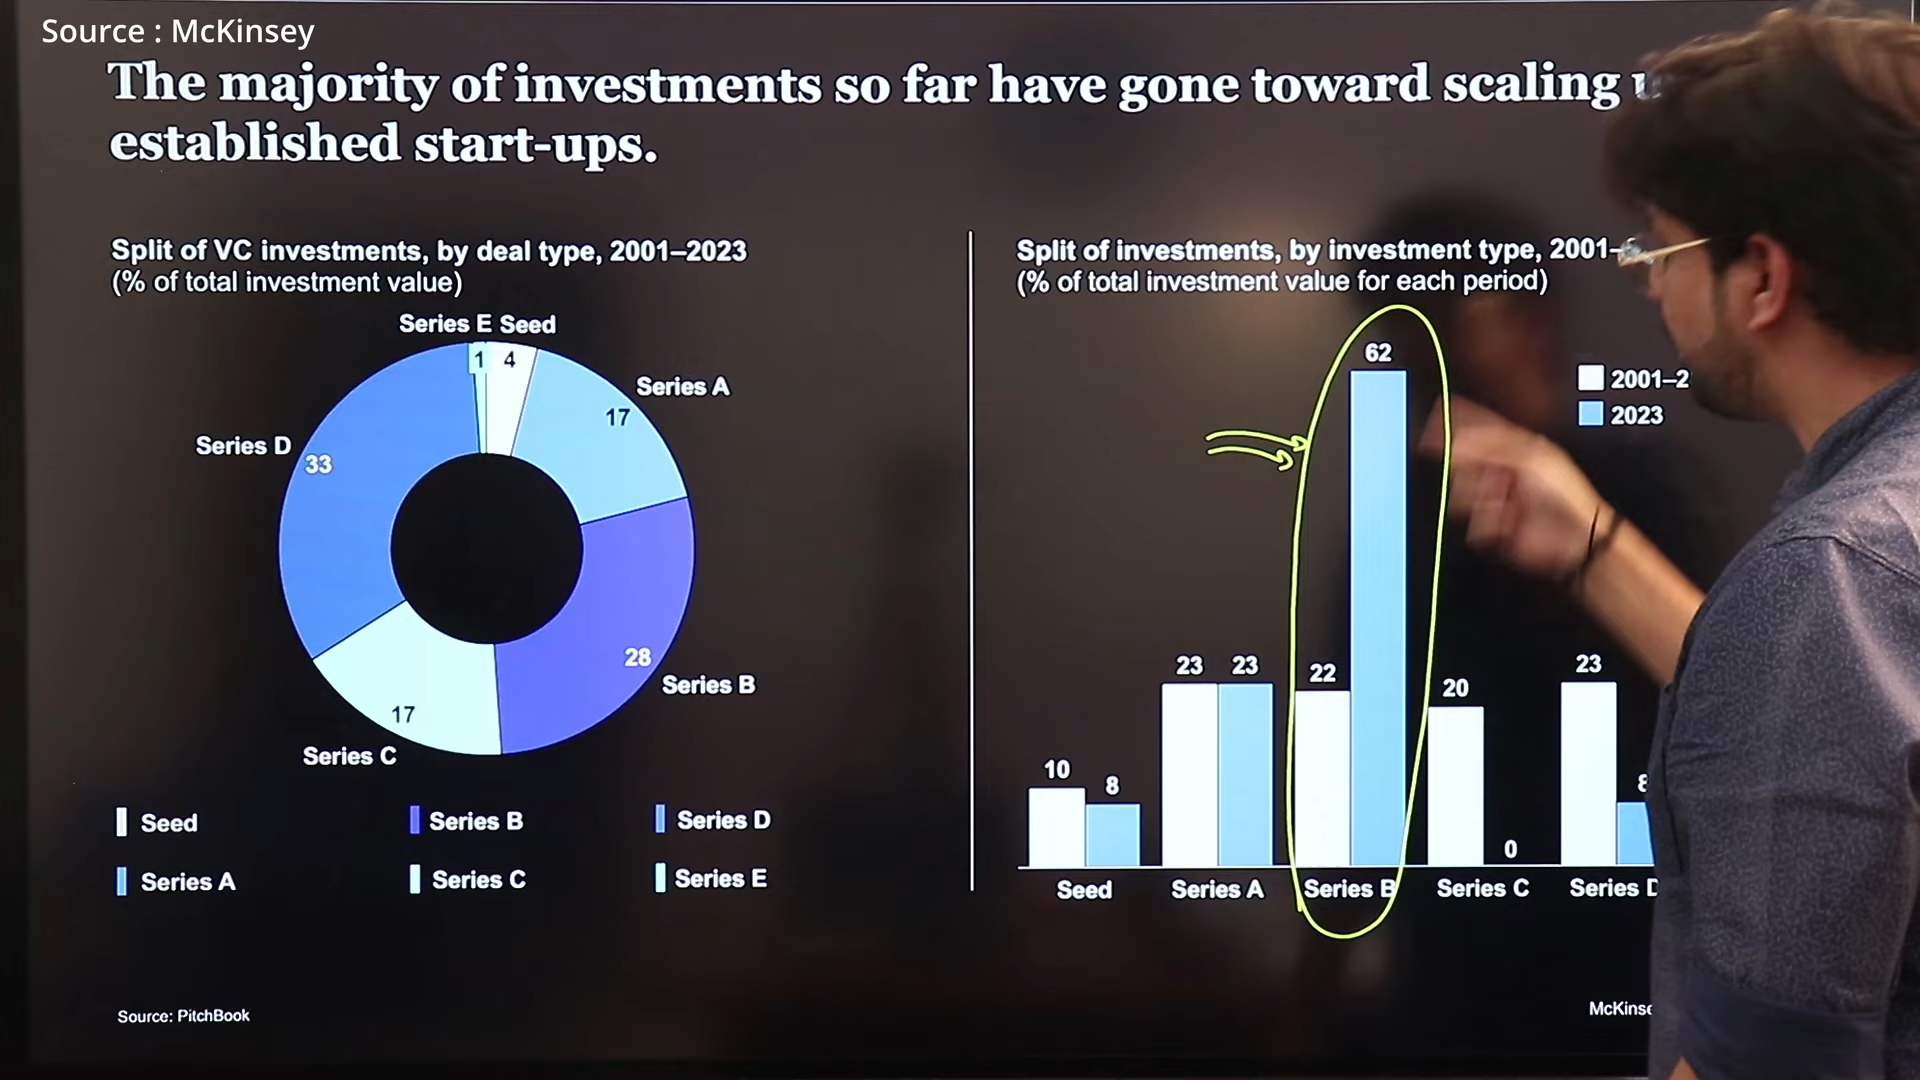 Source : McKinsey
The majority of investments so far have gone toward scaling
established start-ups.
Split of VC investments, by deal type, 2001–2023
(% of total investment value)
Series E Seed
1 4
Series A
17
Series D
33
28
Series B
17
Series C
Seed
Series B
Series D
Series A
Series C
Series E
Source: PitchBook
Split of investments, by investment type, 2001–
(% of total investment value for each period)
2001–2
2023
62
23 23 22 20 23
10 8 0 8
Seed Series A Series B Series C Series D
McKinse